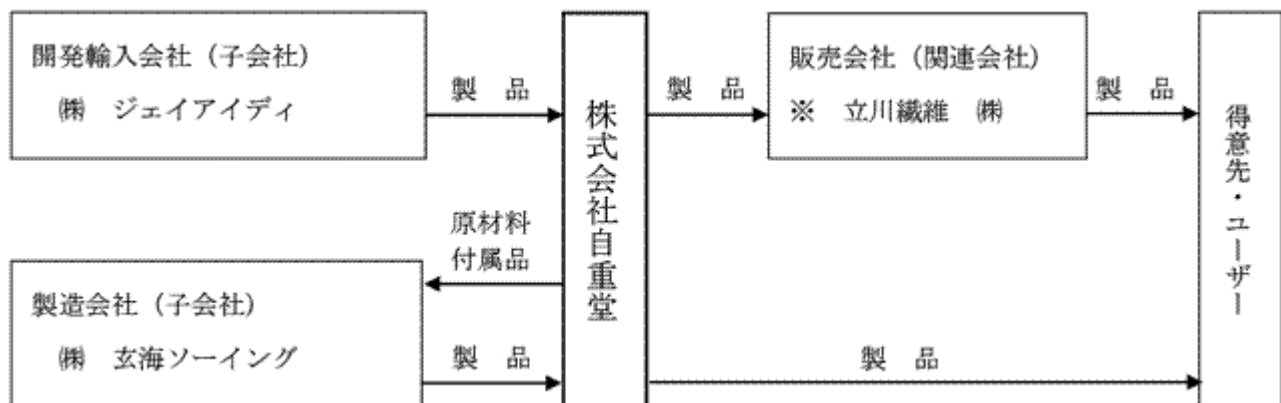 開発輸入会社（子会社）
㈱　ジェイアイディ
製　品
株式会社自重堂
製　品
販売会社（関連会社）
※　立川繊維　㈱
製　品
得意先・ユーザー
原材料
付属品
製造会社（子会社）
㈱　玄海ソーイング
製　品
製　品